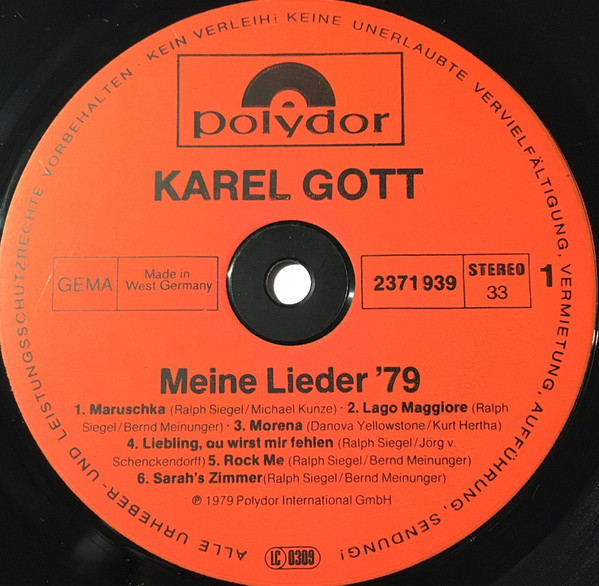 ALLE URHEBER- UND LEISTUNGSSCHUTZRECHTE VORBEHALTEN · KEIN VERLEIH! KEINE UNERLAUBTE VERVIELFÄLTIGUNG, VERMIETUNG, AUFFÜHRUNG, SENDUNG!
polydor
KAREL GOTT
GEMA
Made in
West Germany
2371939
STEREO
33
1
Meine Lieder '79
1. Maruschka (Ralph Siegel/Michael Kunze) · 2. Lago Maggiore (Ralph
Siegel/Bernd Meinunger) · 3. Morena (Danova Yellowstone/Kurt Hertha)
4. Liebling, du wirst mir fehlen (Ralph Siegel/Jörg v.
Schenckendorff) 5. Rock Me (Ralph Siegel/Bernd Meinunger)
6. Sarah's Zimmer (Ralph Siegel/Bernd Meinunger)
℗ 1979 Polydor International GmbH
LC 0309